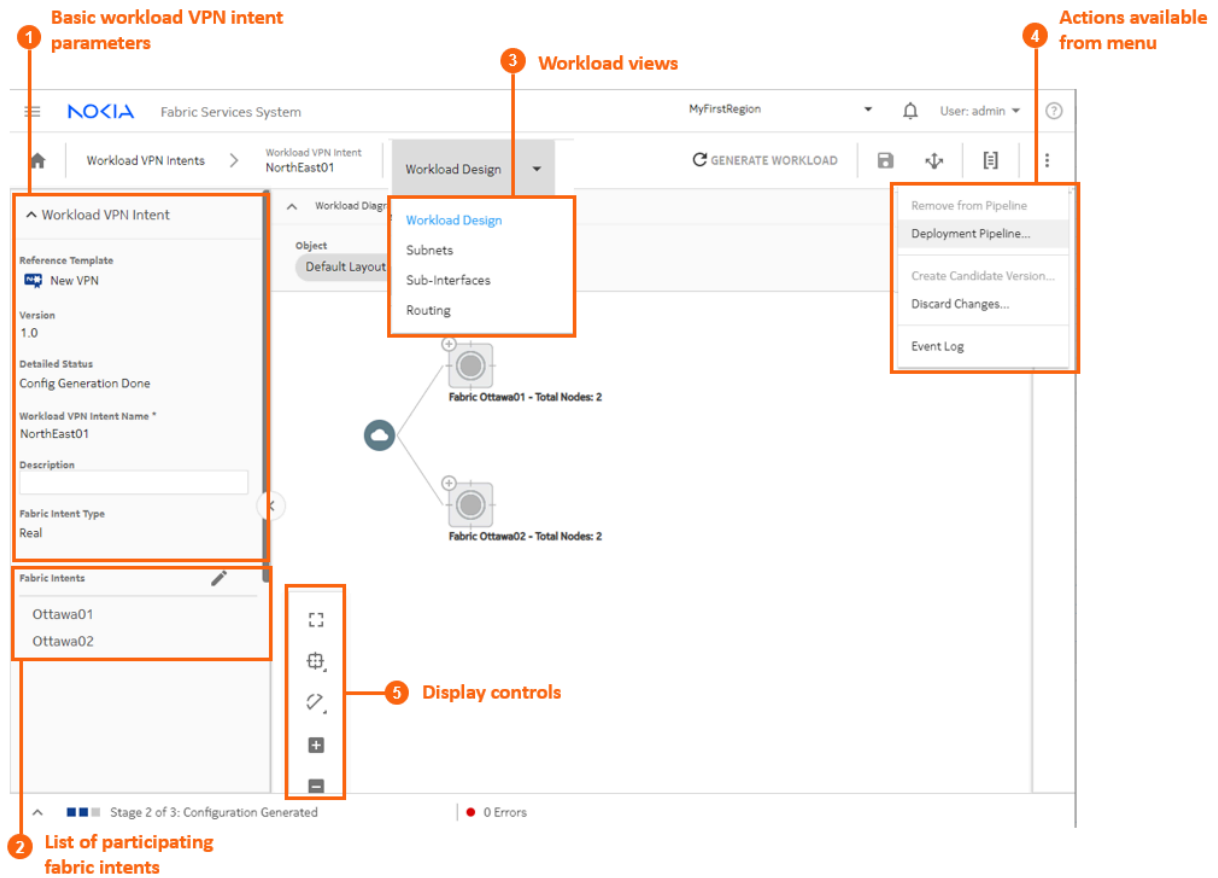 Basic workload VPN intent
parameters
1
Actions available
from menu
4
3 Workload views
NOKIA Fabric Services System
MyFirstRegion
User: admin
?
Workload VPN Intents
Workload VPN Intent
NorthEast01
Workload Design
GENERATE WORKLOAD
Workload VPN Intent
Reference Template
New VPN
Version
1.0
Detailed Status
Config Generation Done
Workload VPN Intent Name *
NorthEast01
Description
Fabric Intent Type
Real
Fabric Intents
Ottawa01
Ottawa02
Workload Diagr
Object
Default Layout
Workload Design
Subnets
Sub-Interfaces
Routing
Remove from Pipeline
Deployment Pipeline...
Create Candidate Version...
Discard Changes...
Event Log
Fabric Ottawa01 - Total Nodes: 2
Fabric Ottawa02 - Total Nodes: 2
5 Display controls
Stage 2 of 3: Configuration Generated
0 Errors
2 List of participating
fabric intents